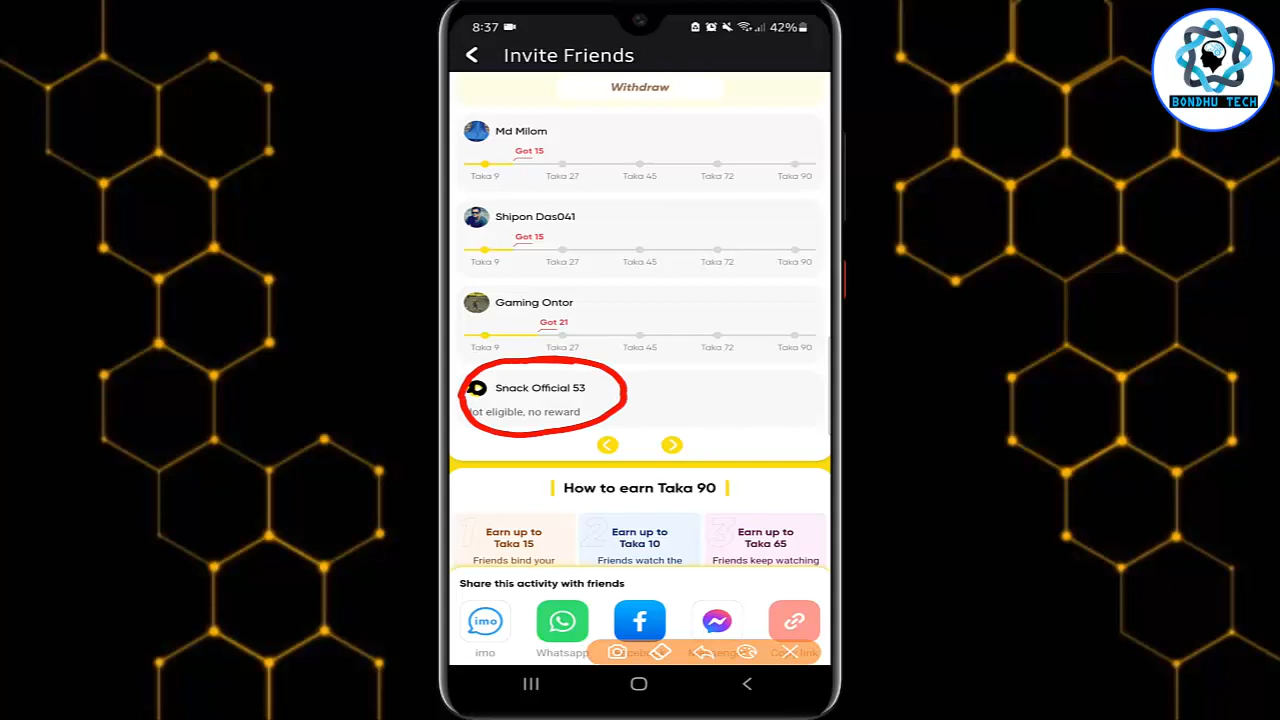 8:37
42%
BONDHU TECH
Invite Friends
Withdraw
Md Milom
Got 15
Taka 9 Taka 27 Taka 45 Taka 72 Taka 90
Shipon Das041
Got 15
Taka 9 Taka 27 Taka 45 Taka 72 Taka 90
Gaming Ontor
Got 21
Taka 9 Taka 27 Taka 45 Taka 72 Taka 90
Snack Official 53
eligible, no reward
How to earn Taka 90
1 Earn up to
Taka 15
Friends bind your
2 Earn up to
Taka 10
Friends watch the
3 Earn up to
Taka 65
Friends keep watching
Share this activity with friends
imo
imo Whatsapp link